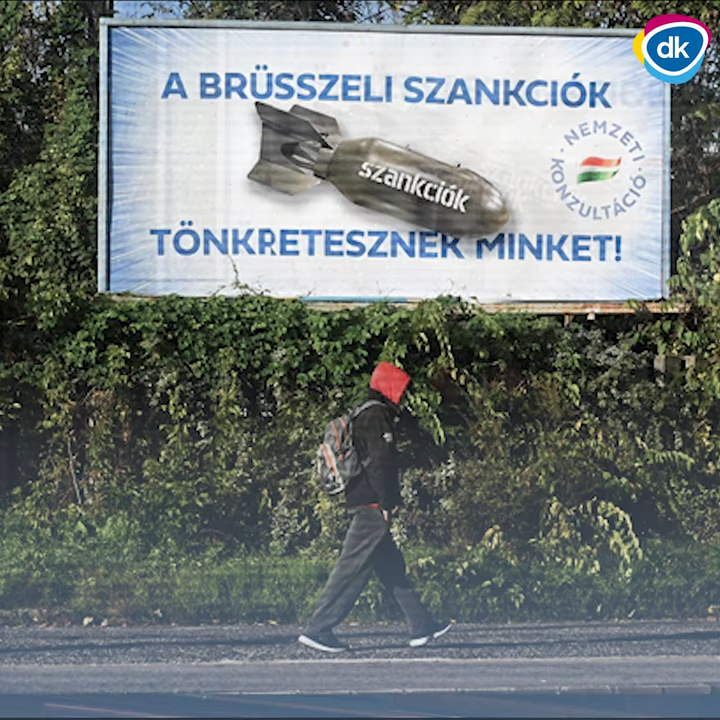 dk
A BRÜSSZELI SZANKCIÓK
szankciók
NEMZETI
KONZULTÁCIÓ
TÖNKRETESZNEK MINKET!